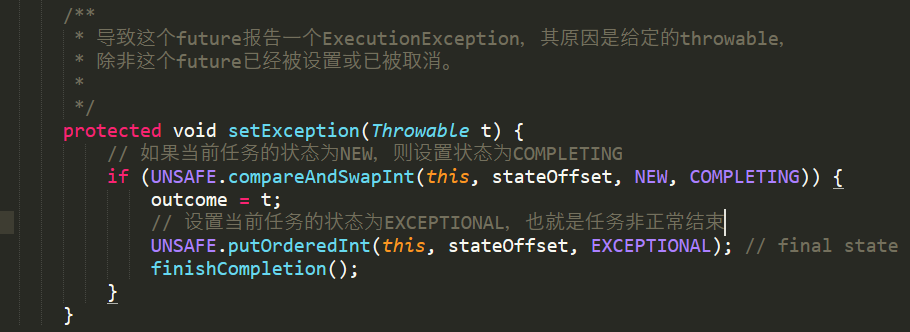 /**
 * 导致这个future报告一个ExecutionException，其原因是给定的throwable，
 * 除非这个future已经被设置或已被取消。
 *
 */
protected void setException(Throwable t) {
    // 如果当前任务的状态为NEW，则设置状态为COMPLETING
    if (UNSAFE.compareAndSwapInt(this, stateOffset, NEW, COMPLETING)) {
        outcome = t;
        // 设置当前任务的状态为EXCEPTIONAL，也就是任务非正常结束
        UNSAFE.putOrderedInt(this, stateOffset, EXCEPTIONAL); // final state
        finishCompletion();
    }
}